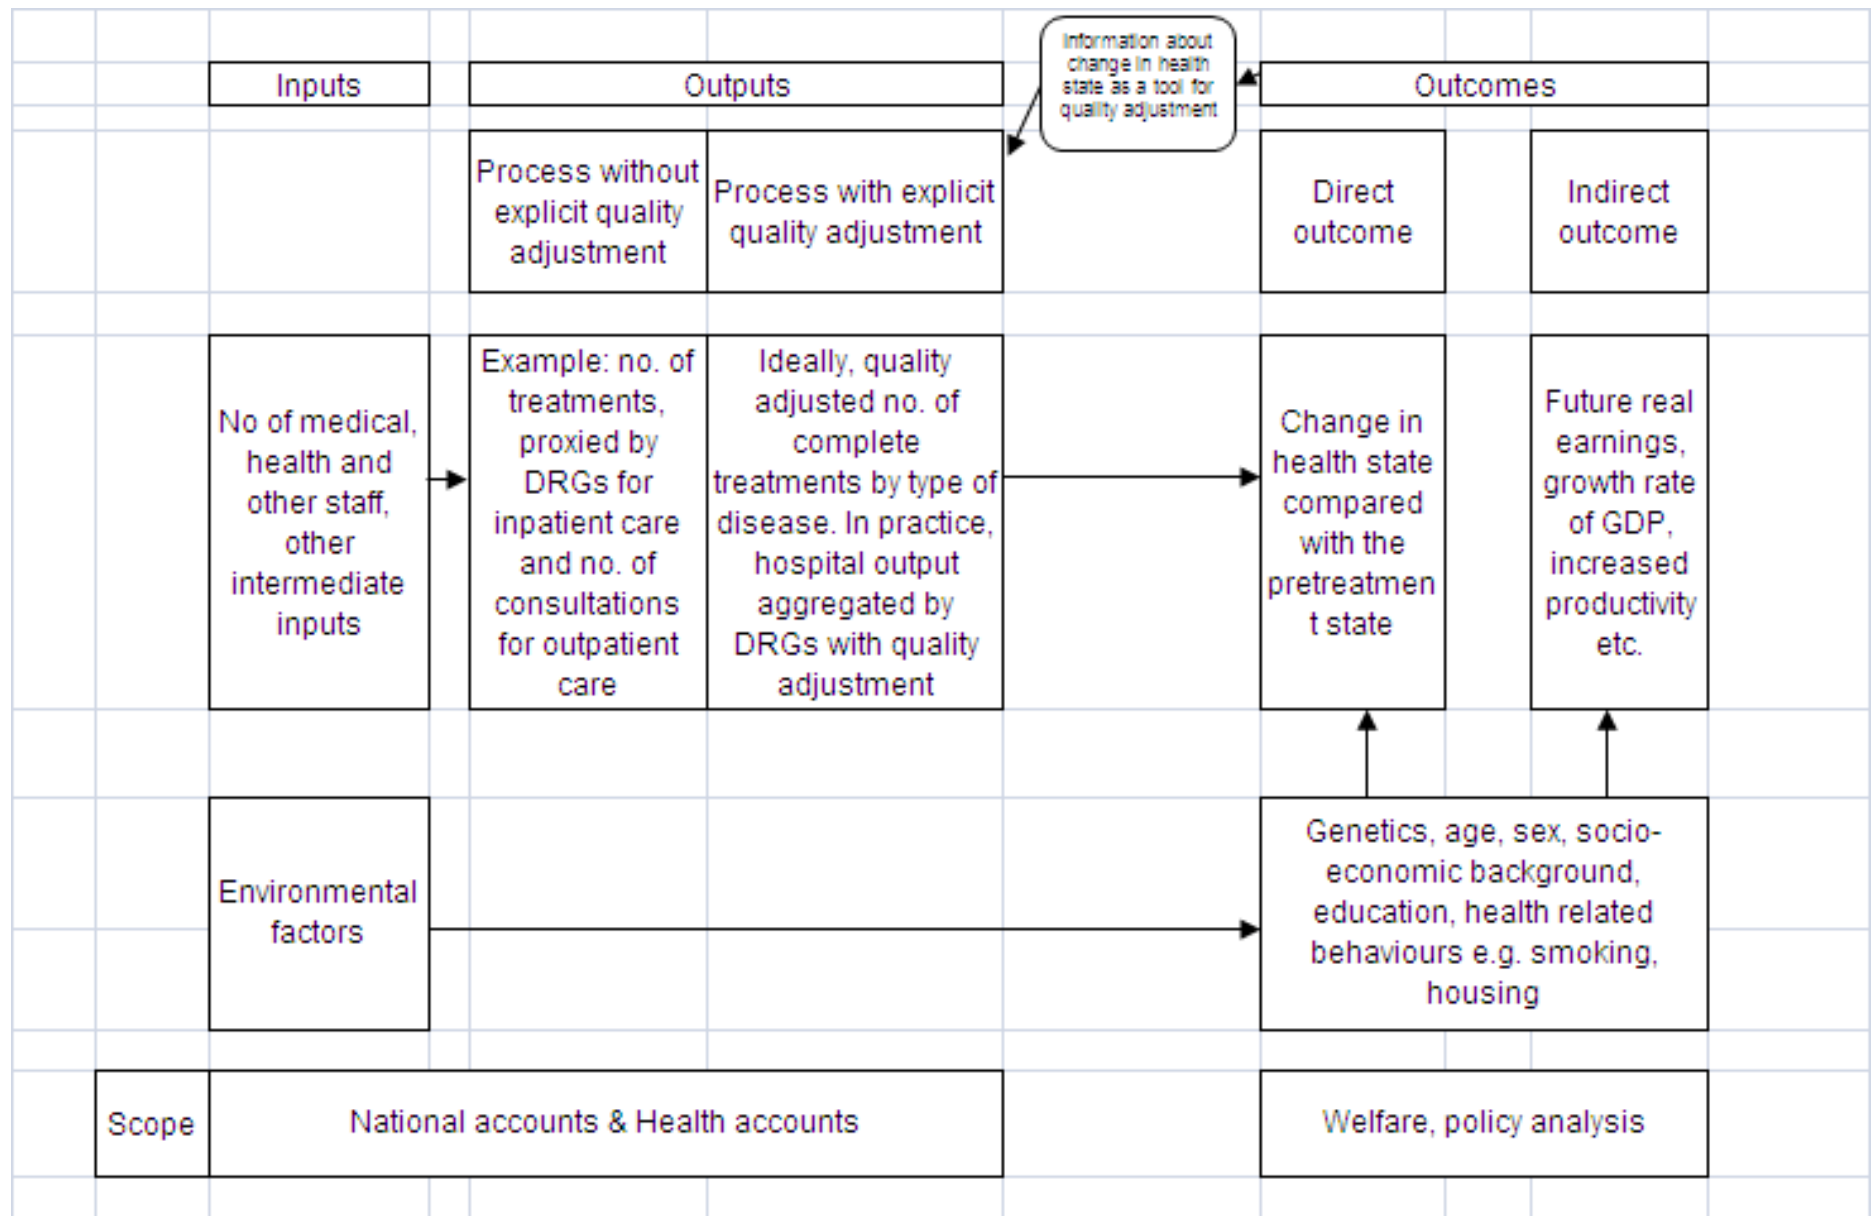 Information about
change in health
state as a tool for
quality adjustment
Inputs
Outputs
Outcomes
Process without
explicit quality
adjustment
Process with explicit
quality adjustment
Direct
outcome
Indirect
outcome
No of medical,
health and
other staff,
other
intermediate
inputs
Example: no. of
treatments,
proxied by
DRGs for
inpatient care
and no. of
consultations
for outpatient
care
Ideally, quality
adjusted no. of
complete
treatments by type of
disease. In practice,
hospital output
aggregated by
DRGs with quality
adjustment
Change in
health state
compared
with the
pretreatmen
t state
Future real
earnings,
growth rate
of GDP,
increased
productivity
etc.
Environmental
factors
Genetics, age, sex, socio-
economic background,
education, health related
behaviours e.g. smoking,
housing
Scope
National accounts & Health accounts
Welfare, policy analysis